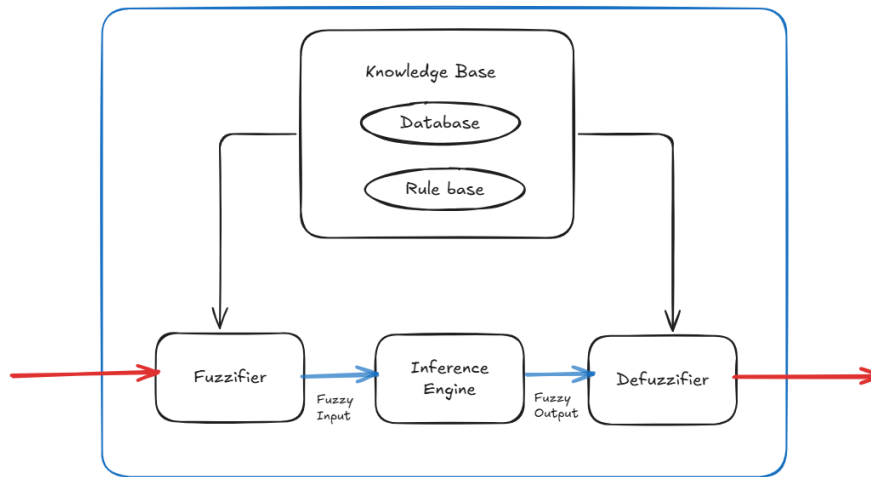 Knowledge Base
Database
Rule base
Fuzzifier
Fuzzy
Input
Inference
Engine
Fuzzy
Output
Defuzzifier